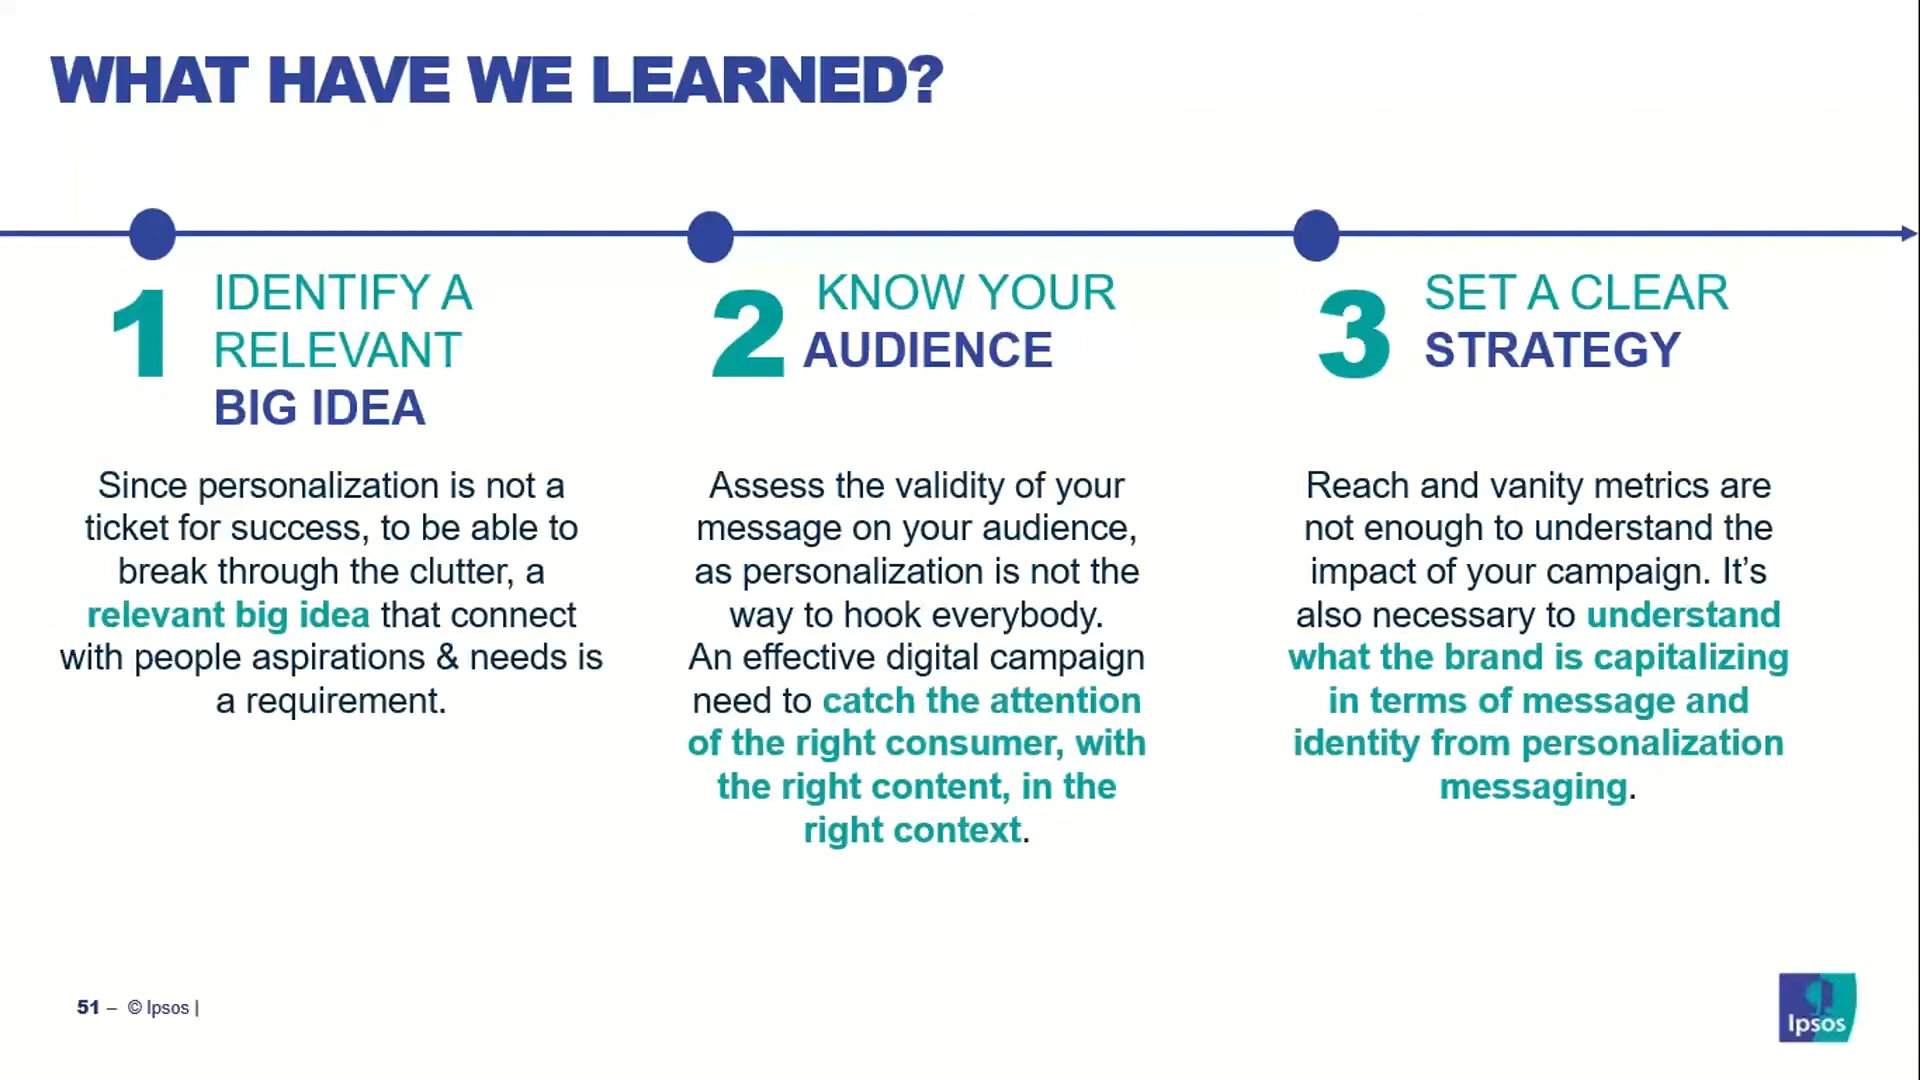 WHAT HAVE WE LEARNED?
1
IDENTIFY A
RELEVANT
BIG IDEA
Since personalization is not a
ticket for success, to be able to
break through the clutter, a
relevant big idea that connect
with people aspirations & needs is
a requirement.
2
KNOW YOUR
AUDIENCE
Assess the validity of your
message on your audience,
as personalization is not the
way to hook everybody.
An effective digital campaign
need to catch the attention
of the right consumer, with
the right content, in the
right context.
3
SET A CLEAR
STRATEGY
Reach and vanity metrics are
not enough to understand the
impact of your campaign. It’s
also necessary to understand
what the brand is capitalizing
in terms of message and
identity from personalization
messaging.
51 – © Ipsos |
Ipsos